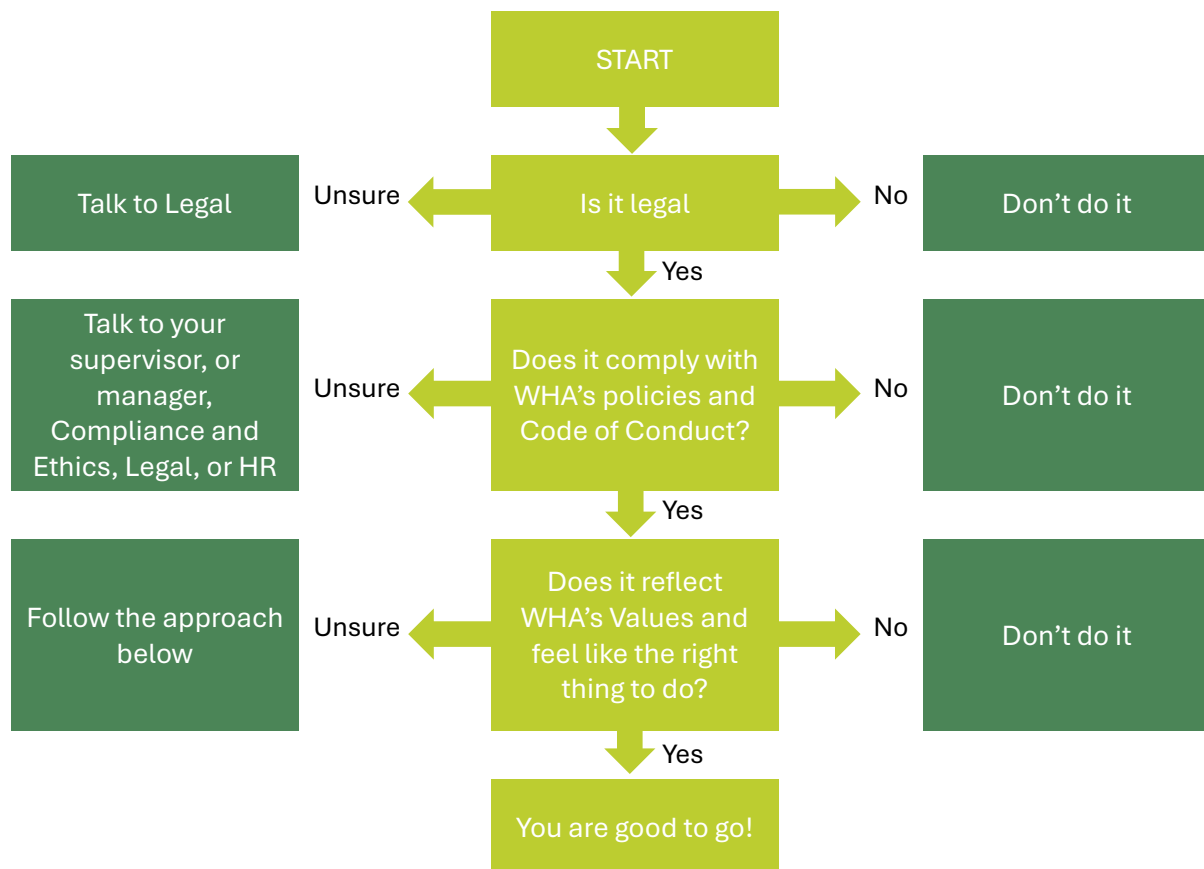 START
Talk to Legal
Unsure
Is it legal
No
Don’t do it
Yes
Talk to your
supervisor, or
manager,
Compliance and
Ethics, Legal, or HR
Unsure
Does it comply with
WHA’s policies and
Code of Conduct?
No
Don’t do it
Yes
Follow the approach
below
Unsure
Does it reflect
WHA’s Values and
feel like the right
thing to do?
No
Don’t do it
Yes
You are good to go!